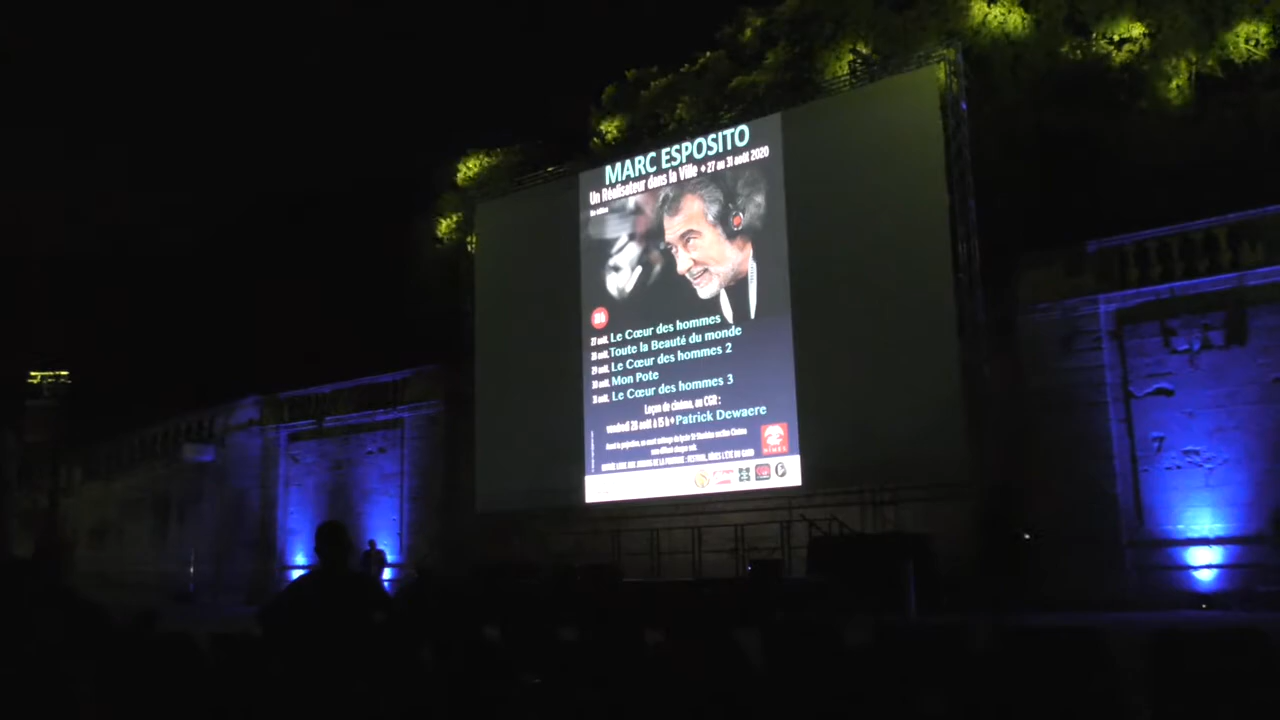 MARC ESPOSITO
Un Réalisateur dans la Ville • 27 au 31 août 2020
27 août, Le Cœur des hommes
28 août, Toute la Beauté du monde
29 août, Le Cœur des hommes 2
30 août, Mon Pote
31 août, Le Cœur des hommes 3
Leçon de cinéma, au CGR :
vendredi 28 août à 15 h • Patrick Dewaere
NÎMES